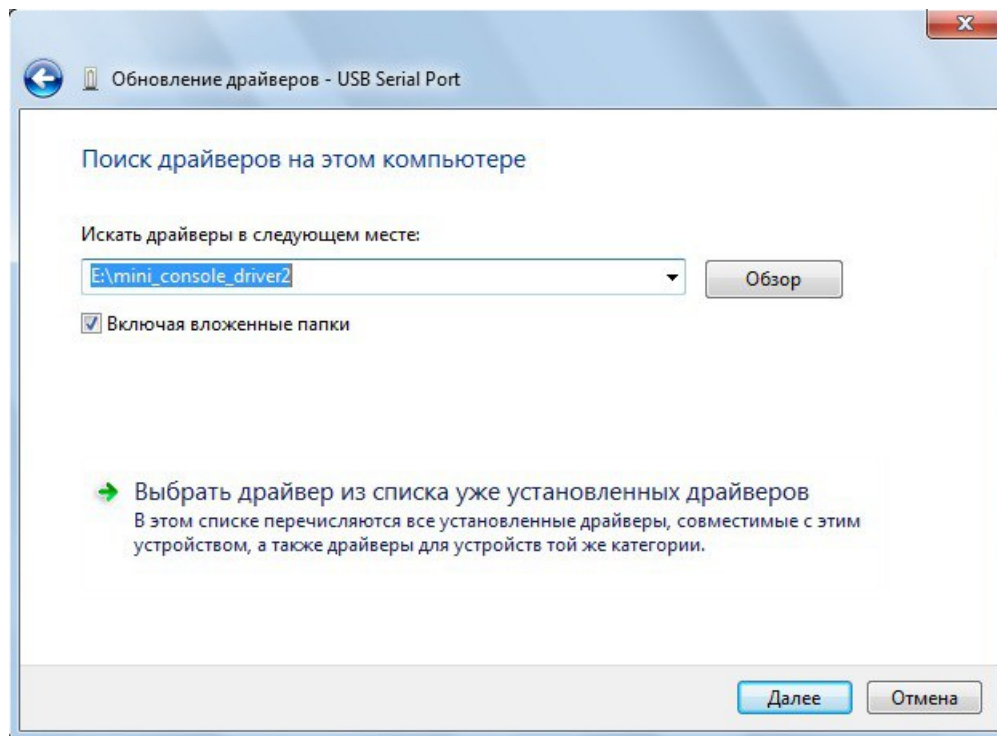 Обновление драйверов - USB Serial Port
Поиск драйверов на этом компьютере
Искать драйверы в следующем месте:
E:\mini_console_driver2
Обзор
Включая вложенные папки
Выбрать драйвер из списка уже установленных драйверов
В этом списке перечисляются все установленные драйверы, совместимые с этим
устройством, а также драйверы для устройств той же категории.
Далее
Отмена